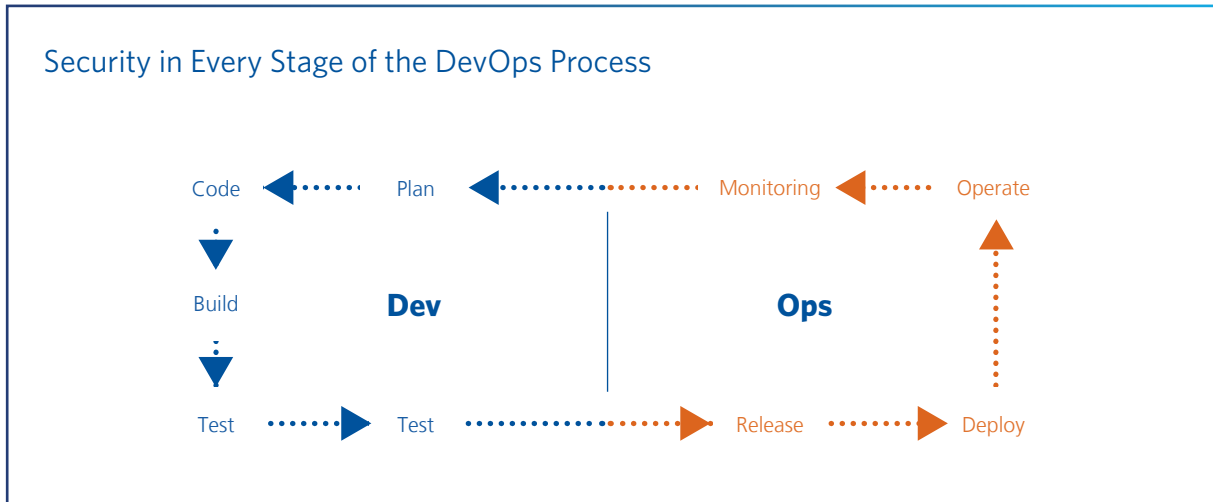 Security in Every Stage of the DevOps Process
Code Plan Monitoring Operate
Build Dev Ops
Test Test Release Deploy